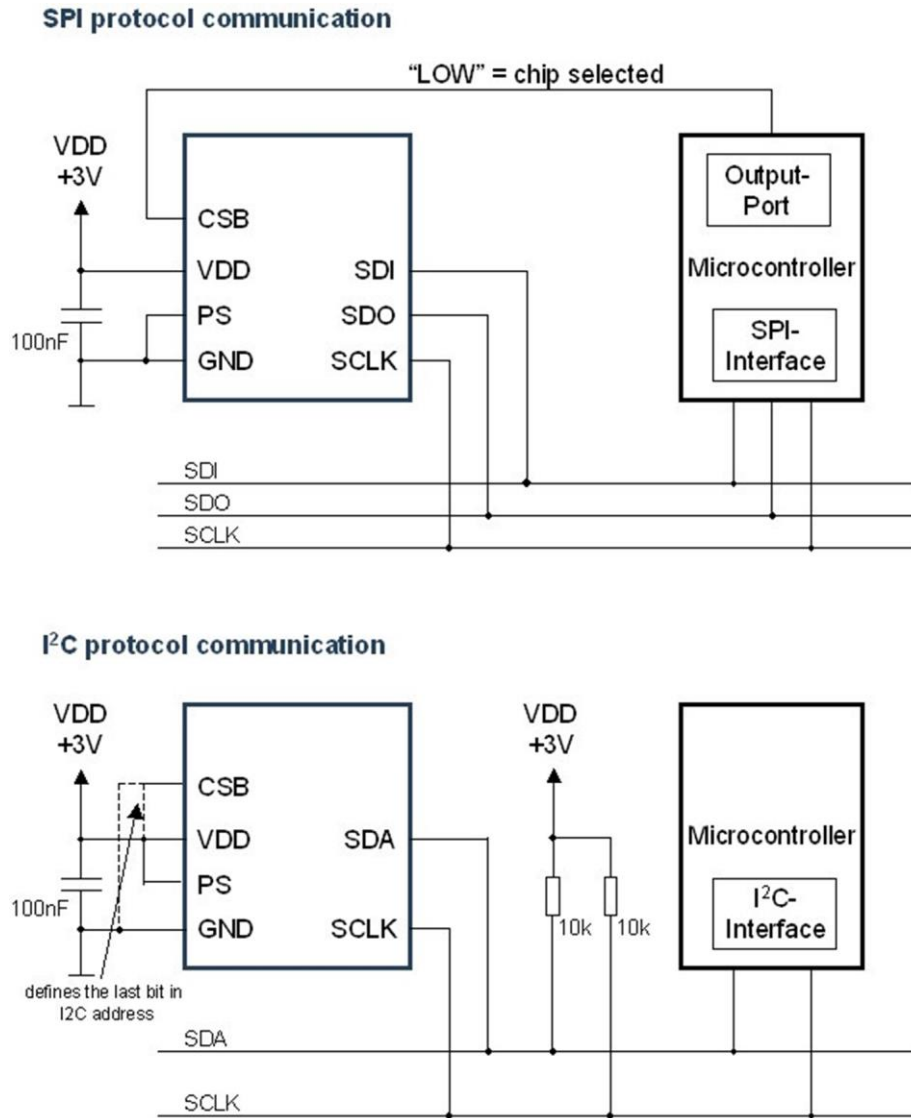 SPI protocol communication
“LOW” = chip selected
VDD
+3V
100nF
CSB
VDD
PS
GND
SDI
SDO
SCLK
Output-
Port
Microcontroller
SPI-
Interface
SDI
SDO
SCLK
I²C protocol communication
VDD
+3V
100nF
CSB
VDD
PS
GND
SDA
SCLK
VDD
+3V
10k
10k
Microcontroller
I²C-
Interface
defines the last bit in
I2C address
SDA
SCLK